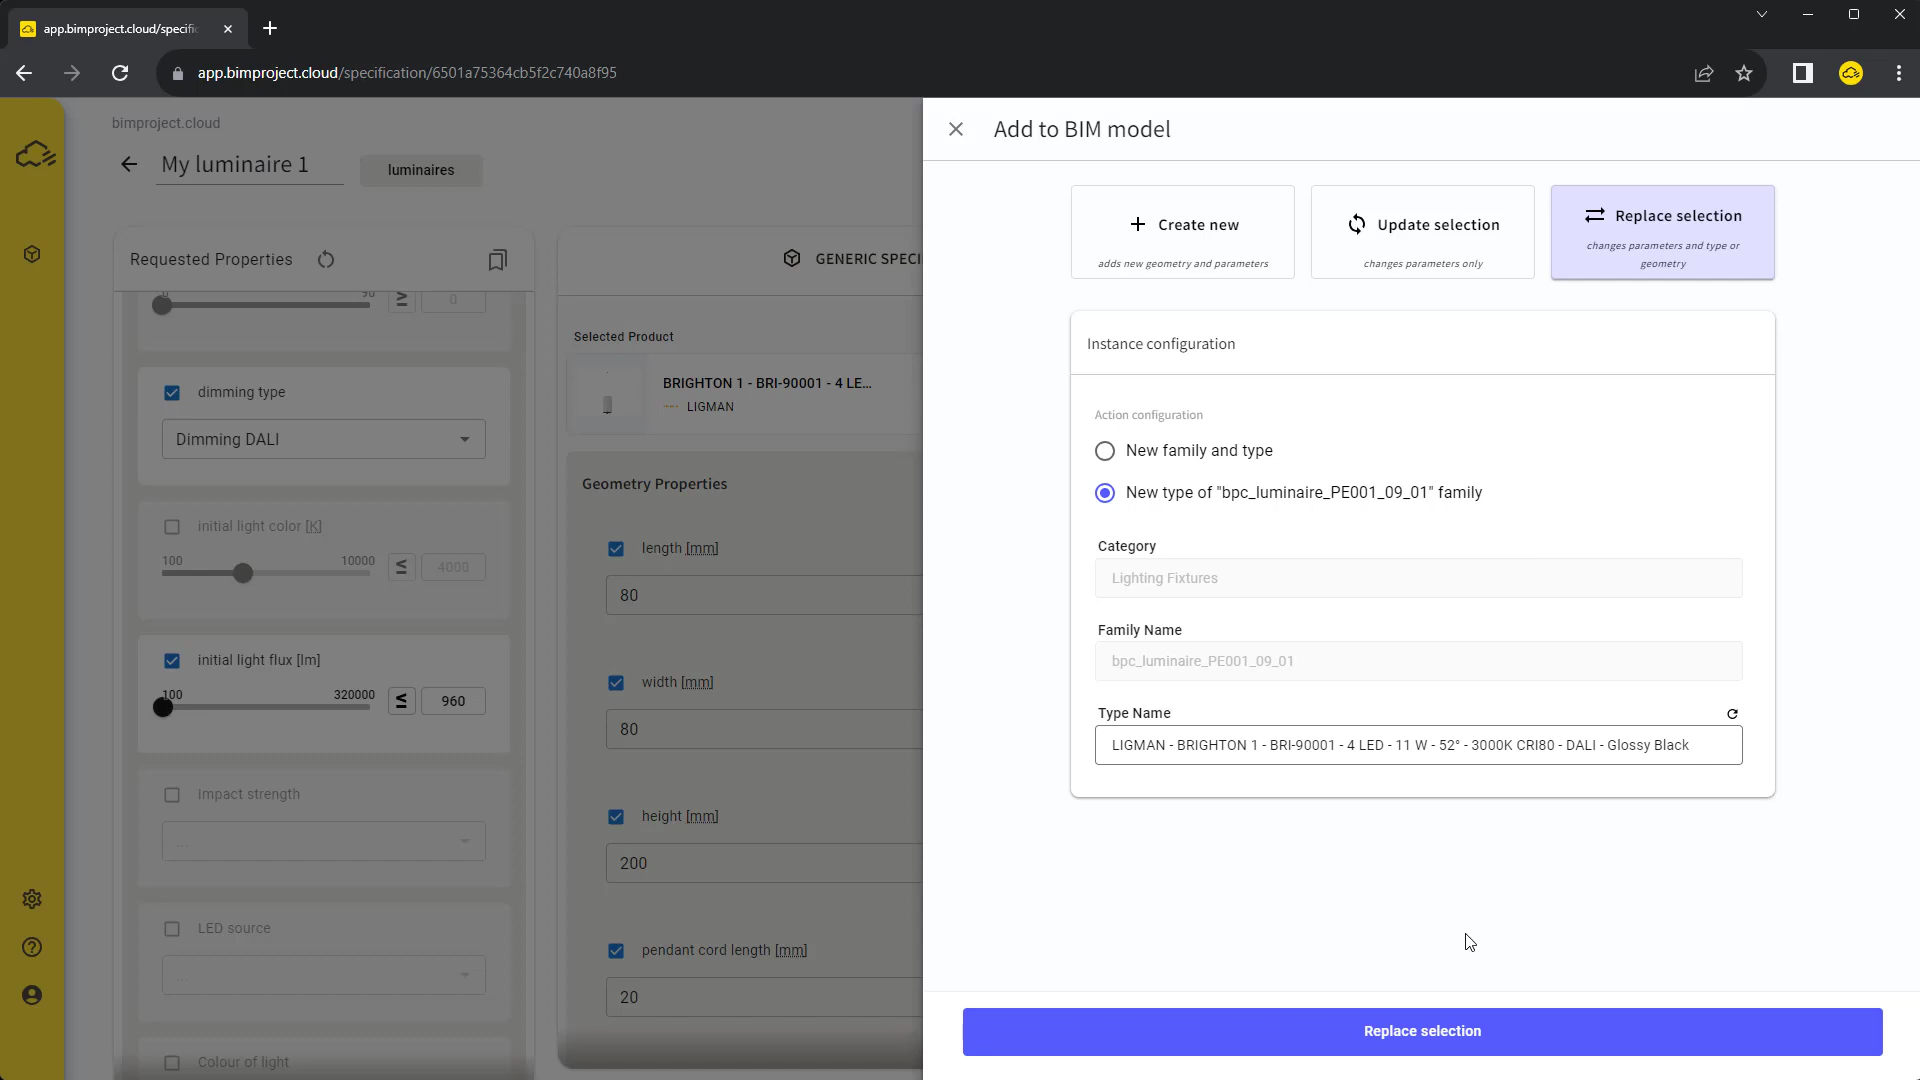 app.bimproject.cloud/specific
app.bimproject.cloud/specification/6501a75364cb5f2c740a8f95
bimproject.cloud
My luminaire 1
luminaires
Requested Properties
90
≥
0
dimming type
Dimming DALI
initial light color [K]
100
10000
≤
4000
initial light flux [lm]
100
320000
≤
960
Impact strength
...
LED source
...
Colour of light
GENERIC SPECI
Selected Product
BRIGHTON 1 - BRI-90001 - 4 LE...
LIGMAN
Geometry Properties
length [mm]
80
width [mm]
80
height [mm]
200
pendant cord length [mm]
20
Add to BIM model
Create new
adds new geometry and parameters
Update selection
changes parameters only
Replace selection
changes parameters and type or
geometry
Instance configuration
Action configuration
New family and type
New type of "bpc_luminaire_PE001_09_01" family
Category
Lighting Fixtures
Family Name
bpc_luminaire_PE001_09_01
Type Name
LIGMAN - BRIGHTON 1 - BRI-90001 - 4 LED - 11 W - 52° - 3000K CRI80 - DALI - Glossy Black
Replace selection